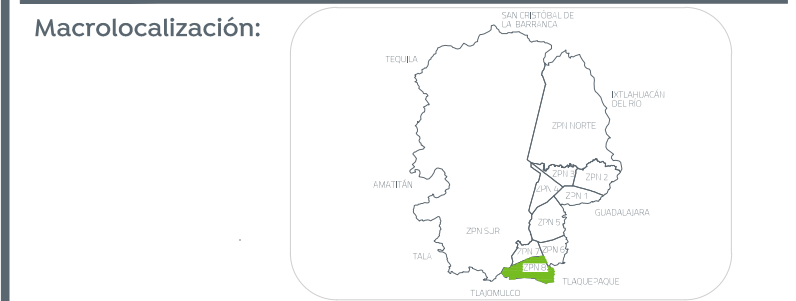 Macrolocalización:
SAN CRISTÓBAL DE
LA BARRANCA
TEQUILA
IXTLAHUACÁN
DEL RÍO
ZPN NORTE
ZPN 3
ZPN 2
AMATITÁN
ZPN 4
ZPN 1
GUADALAJARA
ZPN 5
ZPN SUR
ZPN 7
ZPN 6
TALA
ZPN 8
TLAQUEPAQUE
TLAJOMULCO